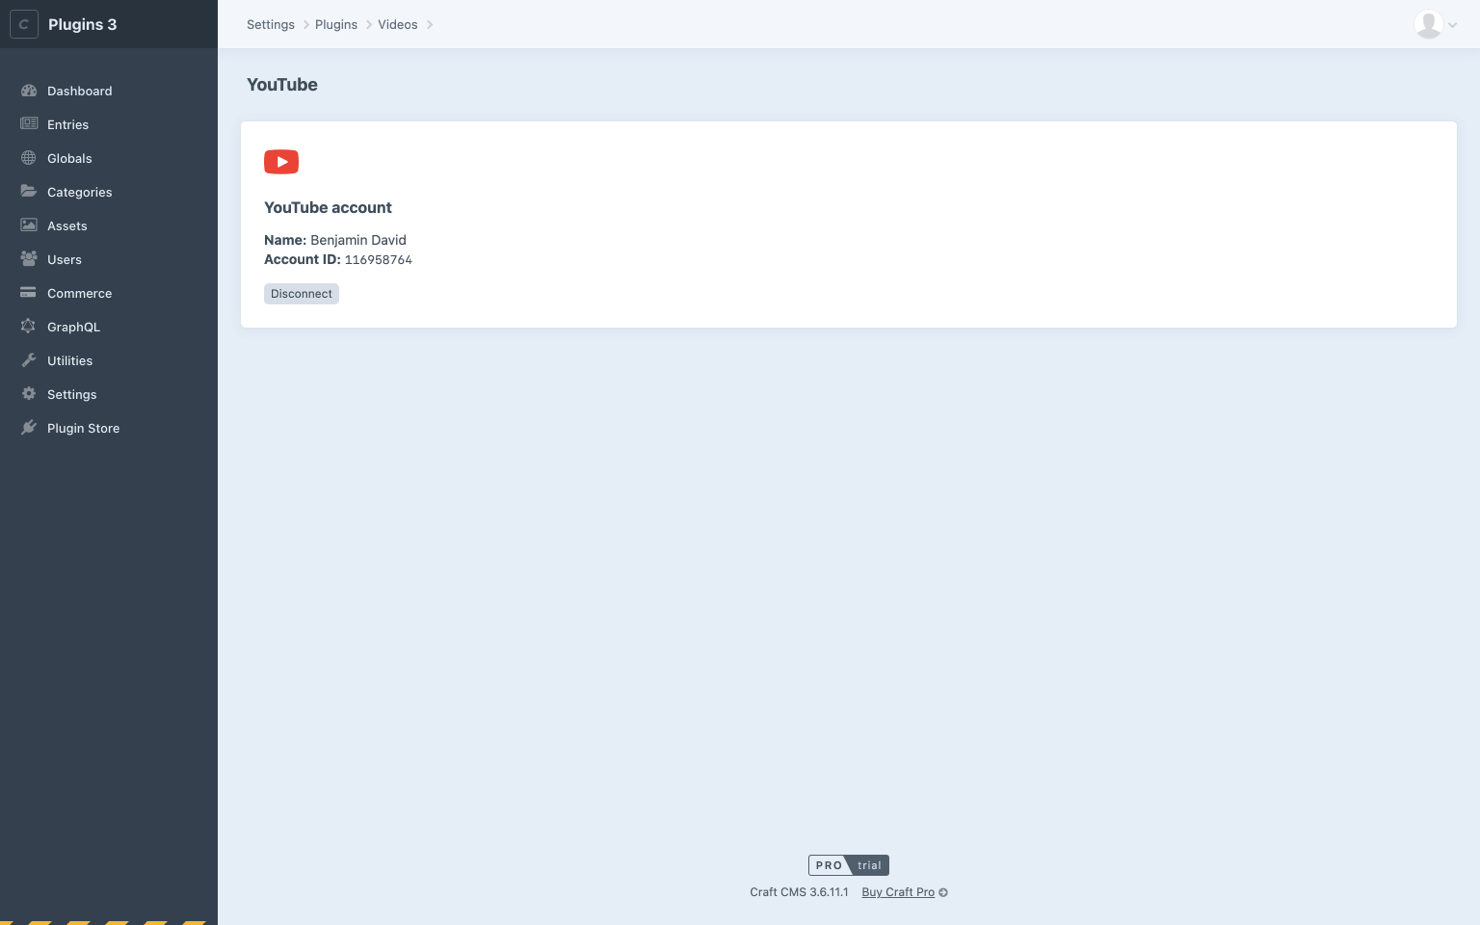 C
Plugins 3
Settings
Plugins
Videos
Dashboard
Entries
Globals
Categories
Assets
Users
Commerce
GraphQL
Utilities
Settings
Plugin Store
YouTube
YouTube account
Name: Benjamin David
Account ID: 116958764
Disconnect
PRO trial
Craft CMS 3.6.11.1 Buy Craft Pro